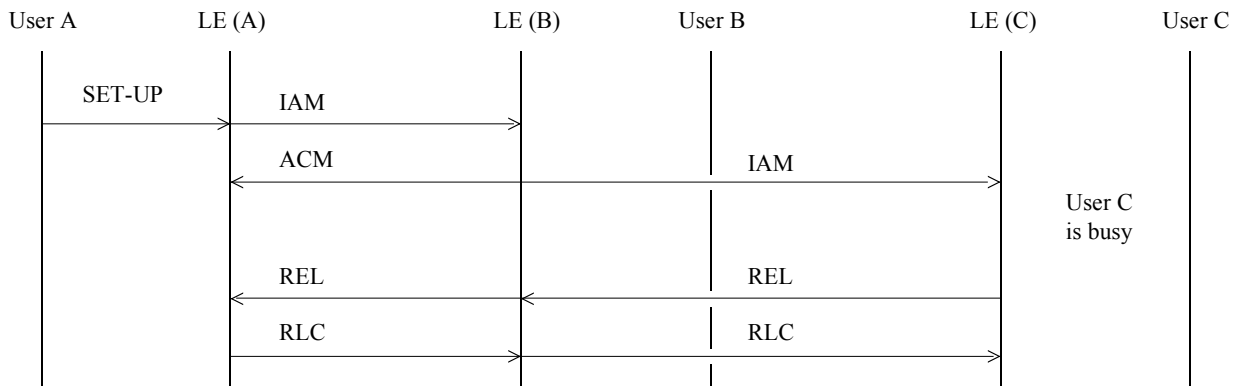 User A
LE (A)
LE (B)
User B
LE (C)
User C
SET-UP
IAM
ACM
IAM
User C
is busy
REL
REL
RLC
RLC